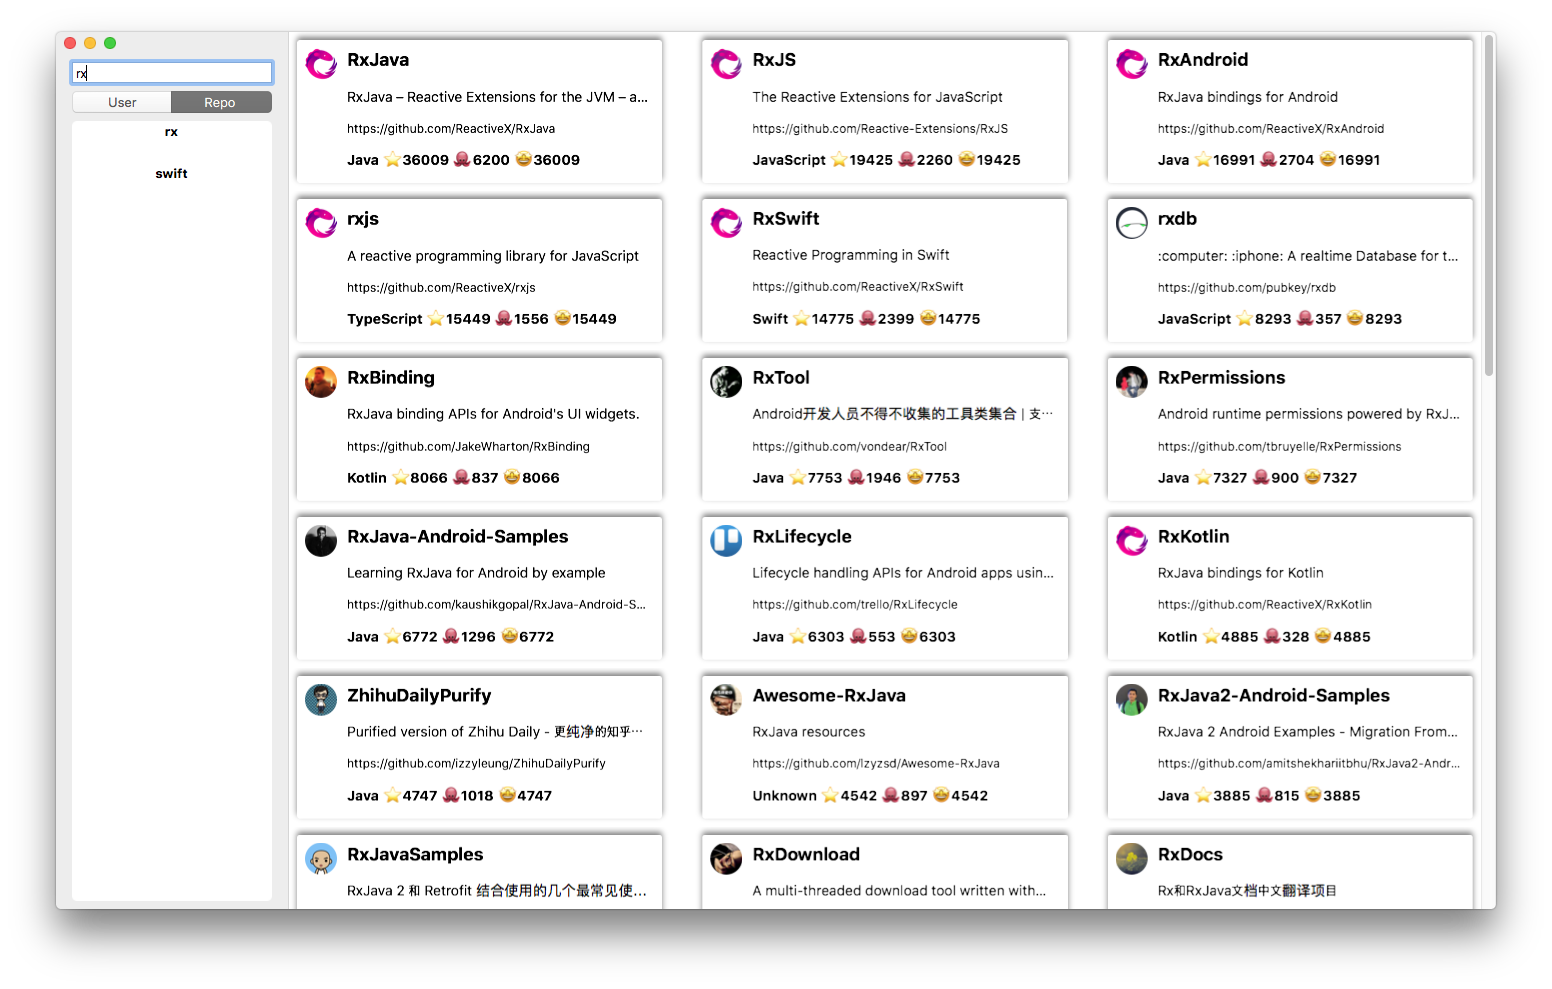 rx
User
Repo
rx
swift
RxJava
RxJava – Reactive Extensions for the JVM – a...
https://github.com/ReactiveX/RxJava
Java ⭐36009 🐙6200 🤩36009
RxJS
The Reactive Extensions for JavaScript
https://github.com/Reactive-Extensions/RxJS
JavaScript ⭐19425 🐙2260 🤩19425
RxAndroid
RxJava bindings for Android
https://github.com/ReactiveX/RxAndroid
Java ⭐16991 🐙2704 🤩16991
rxjs
A reactive programming library for JavaScript
https://github.com/ReactiveX/rxjs
TypeScript ⭐15449 🐙1556 🤩15449
RxSwift
Reactive Programming in Swift
https://github.com/ReactiveX/RxSwift
Swift ⭐14775 🐙2399 🤩14775
rxdb
:computer: :iphone: A realtime Database for t...
https://github.com/pubkey/rxdb
JavaScript ⭐8293 🐙357 🤩8293
RxBinding
RxJava binding APIs for Android's UI widgets.
https://github.com/JakeWharton/RxBinding
Kotlin ⭐8066 🐙837 🤩8066
RxTool
Android开发人员不得不收集的工具类集合 | 支...
https://github.com/vondear/RxTool
Java ⭐7753 🐙1946 🤩7753
RxPermissions
Android runtime permissions powered by RxJ...
https://github.com/tbruyelle/RxPermissions
Java ⭐7327 🐙900 🤩7327
RxJava-Android-Samples
Learning RxJava for Android by example
https://github.com/kaushikgopal/RxJava-Android-S...
Java ⭐6772 🐙1296 🤩6772
RxLifecycle
Lifecycle handling APIs for Android apps usin...
https://github.com/trello/RxLifecycle
Java ⭐6303 🐙553 🤩6303
RxKotlin
RxJava bindings for Kotlin
https://github.com/ReactiveX/RxKotlin
Kotlin ⭐4885 🐙328 🤩4885
ZhihuDailyPurify
Purified version of Zhihu Daily - 更纯净的知乎...
https://github.com/izzyleung/ZhihuDailyPurify
Java ⭐4747 🐙1018 🤩4747
Awesome-RxJava
RxJava resources
https://github.com/lzyzsd/Awesome-RxJava
Unknown ⭐4542 🐙897 🤩4542
RxJava2-Android-Samples
RxJava 2 Android Examples - Migration From...
https://github.com/amitshekhariitbhu/RxJava2-Andr...
Java ⭐3885 🐙815 🤩3885
RxJavaSamples
RxJava 2 和 Retrofit 结合使用的几个最常见使...
RxDownload
A multi-threaded download tool written with...
RxDocs
Rx和RxJava文档中文翻译项目